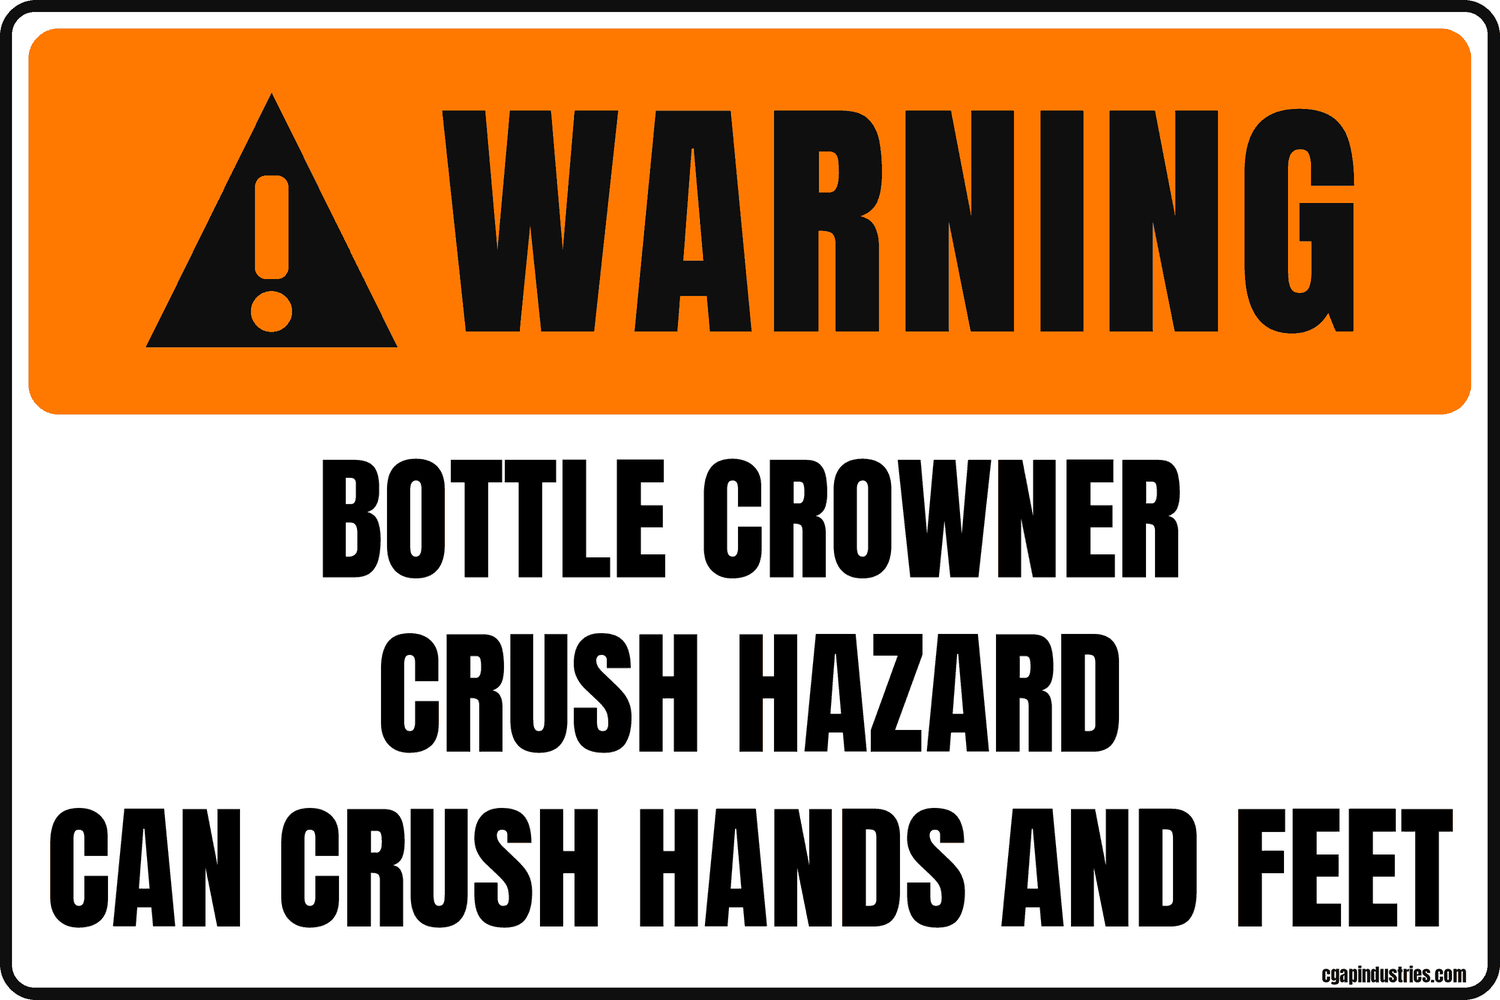 WARNING
BOTTLE CROWNER
CRUSH HAZARD
CAN CRUSH HANDS AND FEET
cgapindustries.com